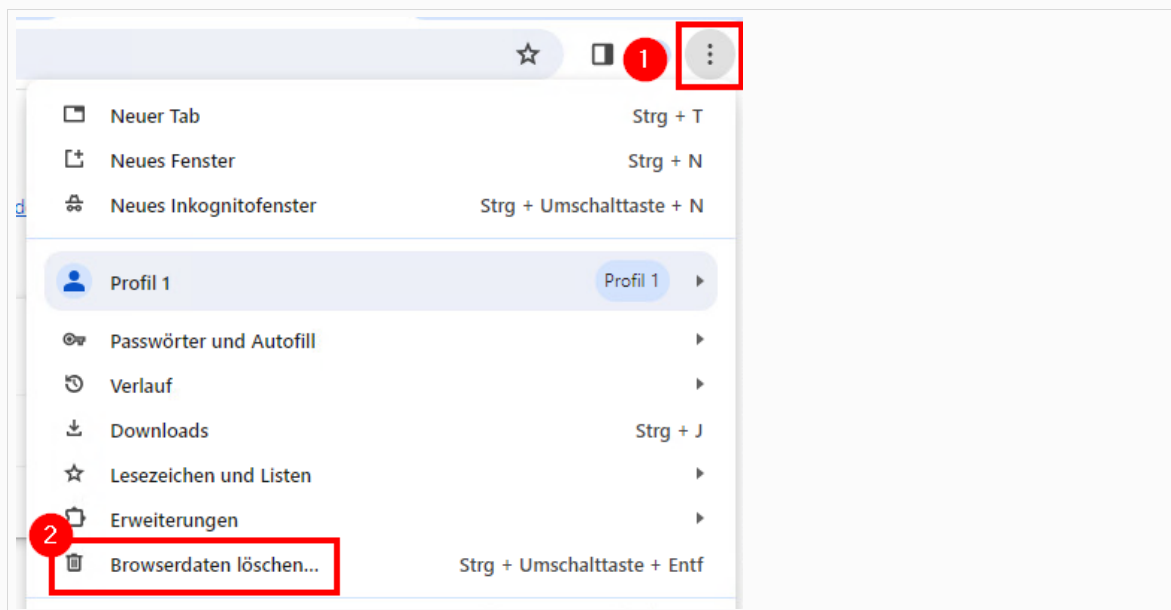 1
Neuer Tab Strg + T
Neues Fenster Strg + N
d
Neues Inkognitofenster Strg + Umschalttaste + N
Profil 1 Profil 1
Passwörter und Autofill
Verlauf
Downloads Strg + J
Lesezeichen und Listen
Erweiterungen
2
Browserdaten löschen... Strg + Umschalttaste + Entf